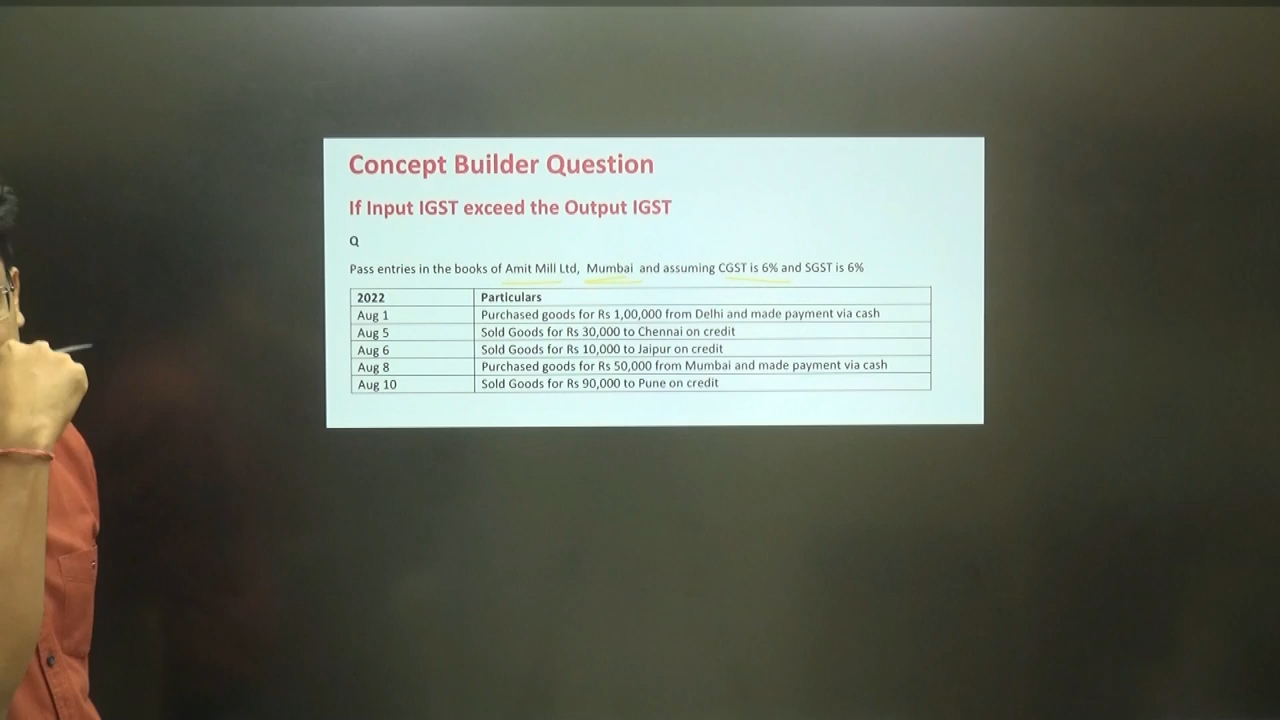 Concept Builder Question
If Input IGST exceed the Output IGST
Q
Pass entries in the books of Amit Mill Ltd, Mumbai and assuming CGST is 6% and SGST is 6%
2022 Particulars
Aug 1 Purchased goods for Rs 1,00,000 from Delhi and made payment via cash
Aug 5 Sold Goods for Rs 30,000 to Chennai on credit
Aug 6 Sold Goods for Rs 10,000 to Jaipur on credit
Aug 8 Purchased goods for Rs 50,000 from Mumbai and made payment via cash
Aug 10 Sold Goods for Rs 90,000 to Pune on credit